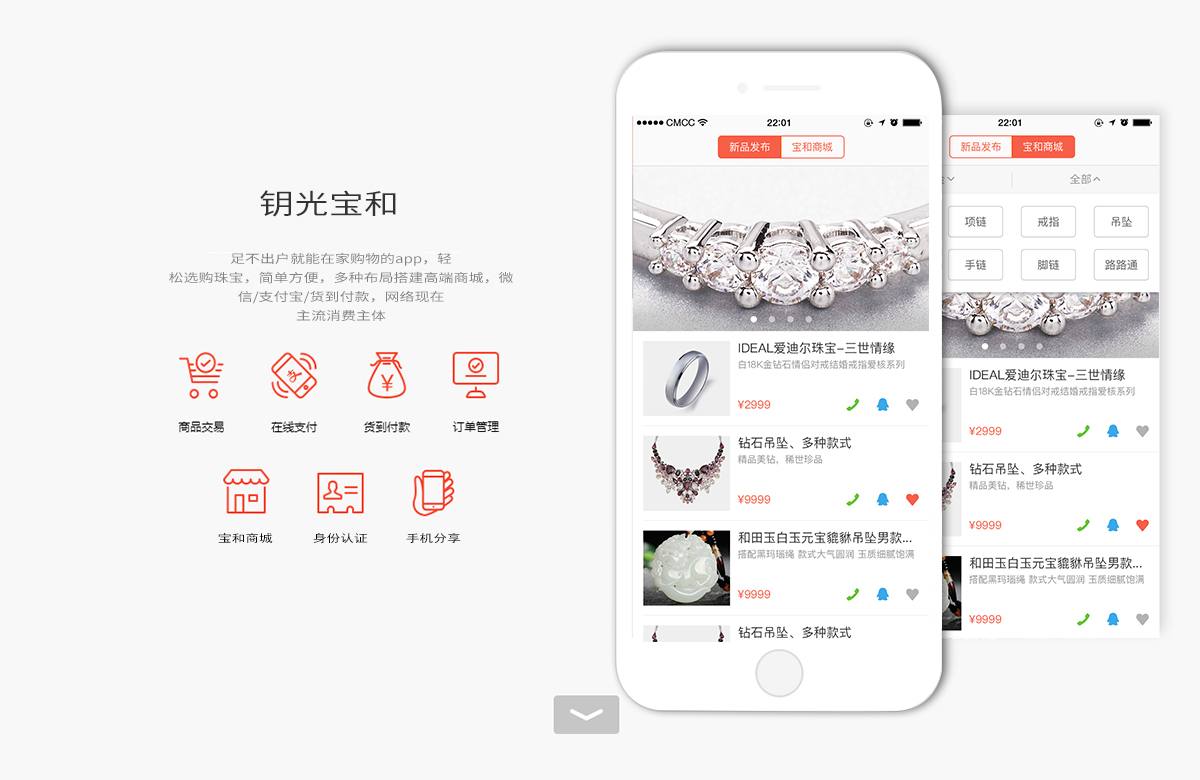 钥光宝和
足不出户就能在家购物的app，轻
松选购珠宝，简单方便，多种布局搭建高端商城，微
信/支付宝/货到付款，网络现在
主流消费主体
商品交易
在线支付
货到付款
订单管理
宝和商城
身份认证
手机分享
CMCC
22:01
新品发布
宝和商城
IDEAL爱迪尔珠宝-三世情缘
白18K金钻石情侣对戒结婚戒指爱核系列
¥2999
钻石吊坠、多种款式
精品美钻，稀世珍品
¥9999
和田玉白玉元宝貔貅吊坠男款...
搭配黑玛瑙绳 款式大气圆润 玉质细腻饱满
¥9999
钻石吊坠、多种款式
22:01
新品发布
宝和商城
全部
项链
戒指
吊坠
手链
脚链
路路通
IDEAL爱迪尔珠宝-三世情缘
白18K金钻石情侣对戒结婚戒指爱核系列
¥2999
钻石吊坠、多种款式
精品美钻，稀世珍品
¥9999
和田玉白玉元宝貔貅吊坠男款...
搭配黑玛瑙绳 款式大气圆润 玉质细腻饱满
¥9999